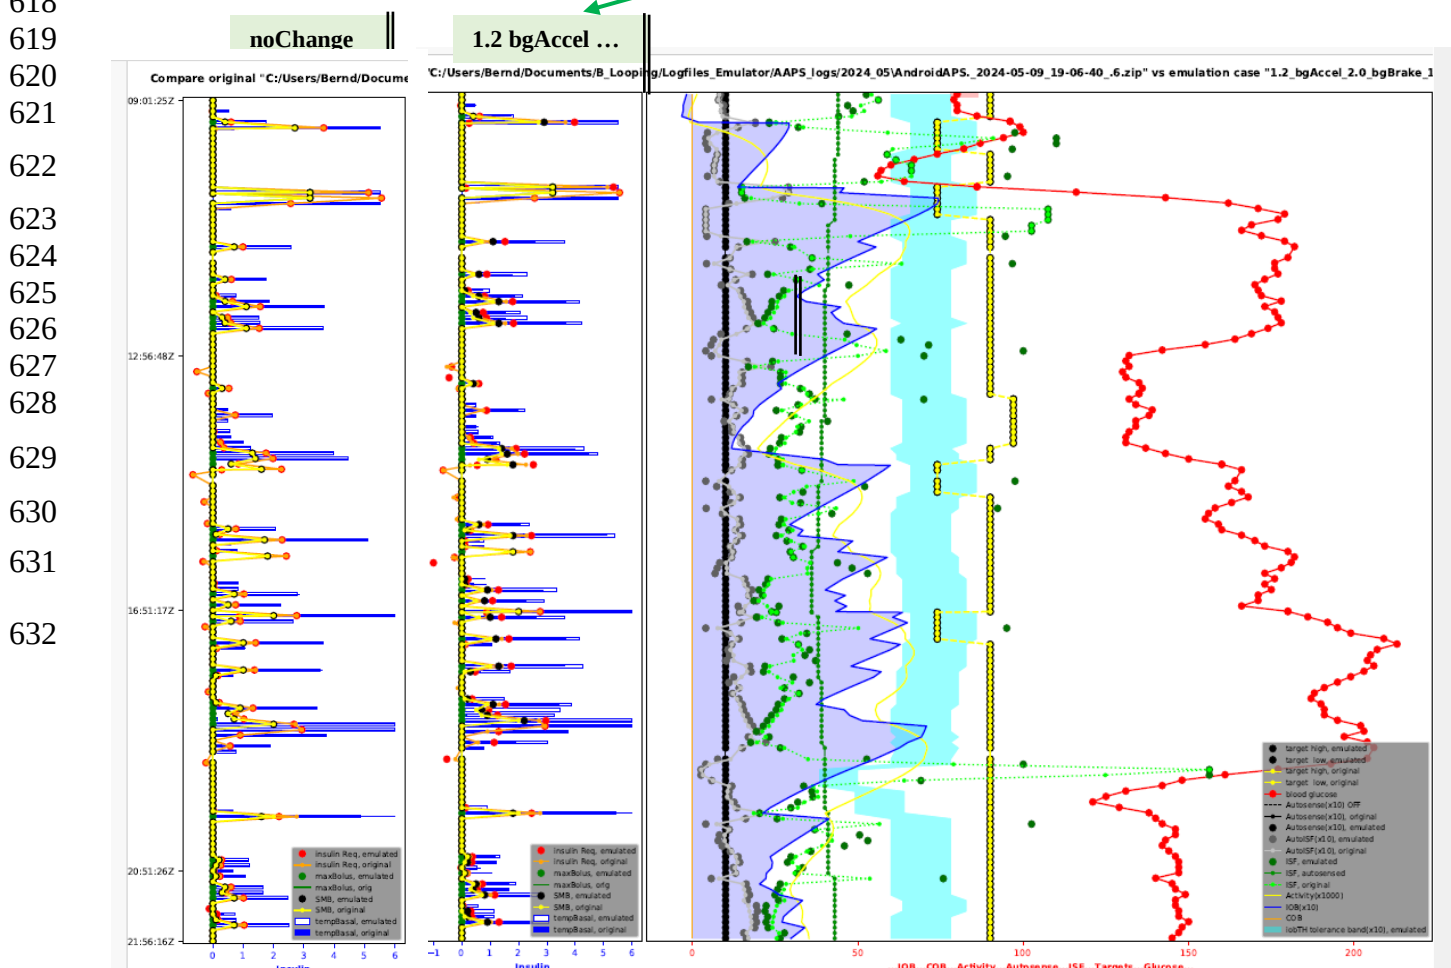 618
619
620
621
622
623
624
625
626
627
628
629
630
631
632
noChange
1.2 bgAccel …
Compare original "C:/Users/Bernd/Docume
'C:/Users/Bernd/Documents/B_Looping/Logfiles_Emulator/AAPS_logs/2024_05\AndroidAPS._2024-05-09_19-06-40_.6.zip" vs emulation case "1.2_bgAccel_2.0_bgBrake_1
09:01:25Z
12:56:48Z
16:51:17Z
20:51:26Z
21:56:16Z
insulin Req, emulated
insulin Req, original
maxBolus, emulated
maxBolus, orig
SMB, emulated
SMB, original
tempBasal, emulated
tempBasal, original
0 1 2 3 4 5 6
Insulin
insulin Req, emulated
insulin Req, original
maxBolus, emulated
maxBolus, orig
SMB, emulated
SMB, original
tempBasal, emulated
tempBasal, original
−1 0 1 2 3 4 5 6
Insulin
target high, emulated
target low, emulated
target high, original
target low, original
blood glucose
Autosense(x10) OFF
Autosense(x10), original
Autosense(x10), emulated
AutoISF(x10), emulated
AutoISF(x10), original
ISF, emulated
ISF, autosensed
ISF, original
Activity(x1000)
IOB(x10)
COB
iobTH tolerance band(x10), emulated
0 50 100 150 200
IOB COB Activity Autosense ISF Targets Glucose